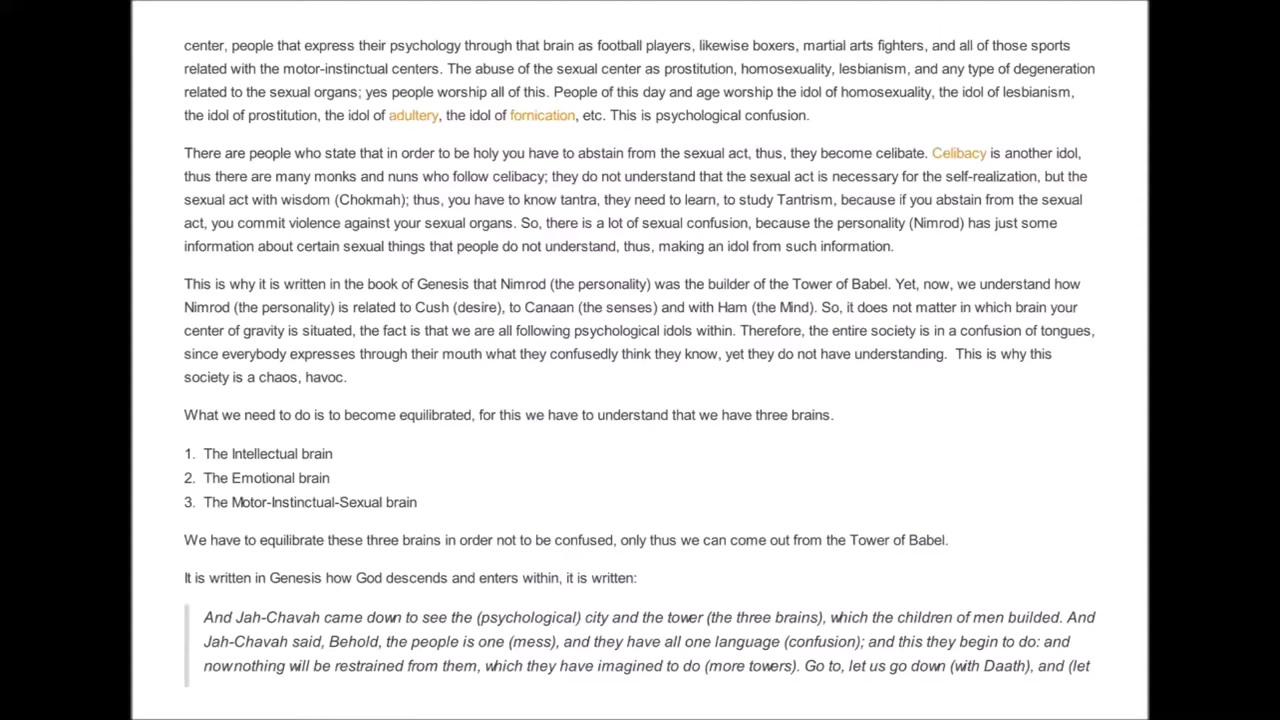 center, people that express their psychology through that brain as football players, likewise boxers, martial arts fighters, and all of those sports
related with the motor-instinctual centers. The abuse of the sexual center as prostitution, homosexuality, lesbianism, and any type of degeneration
related to the sexual organs; yes people worship all of this. People of this day and age worship the idol of homosexuality, the idol of lesbianism,
the idol of prostitution, the idol of adultery, the idol of fornication, etc. This is psychological confusion.
There are people who state that in order to be holy you have to abstain from the sexual act, thus, they become celibate. Celibacy is another idol,
thus there are many monks and nuns who follow celibacy; they do not understand that the sexual act is necessary for the self-realization, but the
sexual act with wisdom (Chokmah); thus, you have to know tantra, they need to learn, to study Tantrism, because if you abstain from the sexual
act, you commit violence against your sexual organs. So, there is a lot of sexual confusion, because the personality (Nimrod) has just some
information about certain sexual things that people do not understand, thus, making an idol from such information.
This is why it is written in the book of Genesis that Nimrod (the personality) was the builder of the Tower of Babel. Yet, now, we understand how
Nimrod (the personality) is related to Cush (desire), to Canaan (the senses) and with Ham (the Mind). So, it does not matter in which brain your
center of gravity is situated, the fact is that we are all following psychological idols within. Therefore, the entire society is in a confusion of tongues,
since everybody expresses through their mouth what they confusedly think they know, yet they do not have understanding.  This is why this
society is a chaos, havoc.
What we need to do is to become equilibrated, for this we have to understand that we have three brains.
1. The Intellectual brain
2. The Emotional brain
3. The Motor-Instinctual-Sexual brain
We have to equilibrate these three brains in order not to be confused, only thus we can come out from the Tower of Babel.
It is written in Genesis how God descends and enters within, it is written:
And Jah-Chavah came down to see the (psychological) city and the tower (the three brains), which the children of men builded. And
Jah-Chavah said, Behold, the people is one (mess), and they have all one language (confusion); and this they begin to do: and
now nothing will be restrained from them, which they have imagined to do (more towers). Go to, let us go down (with Daath), and (let